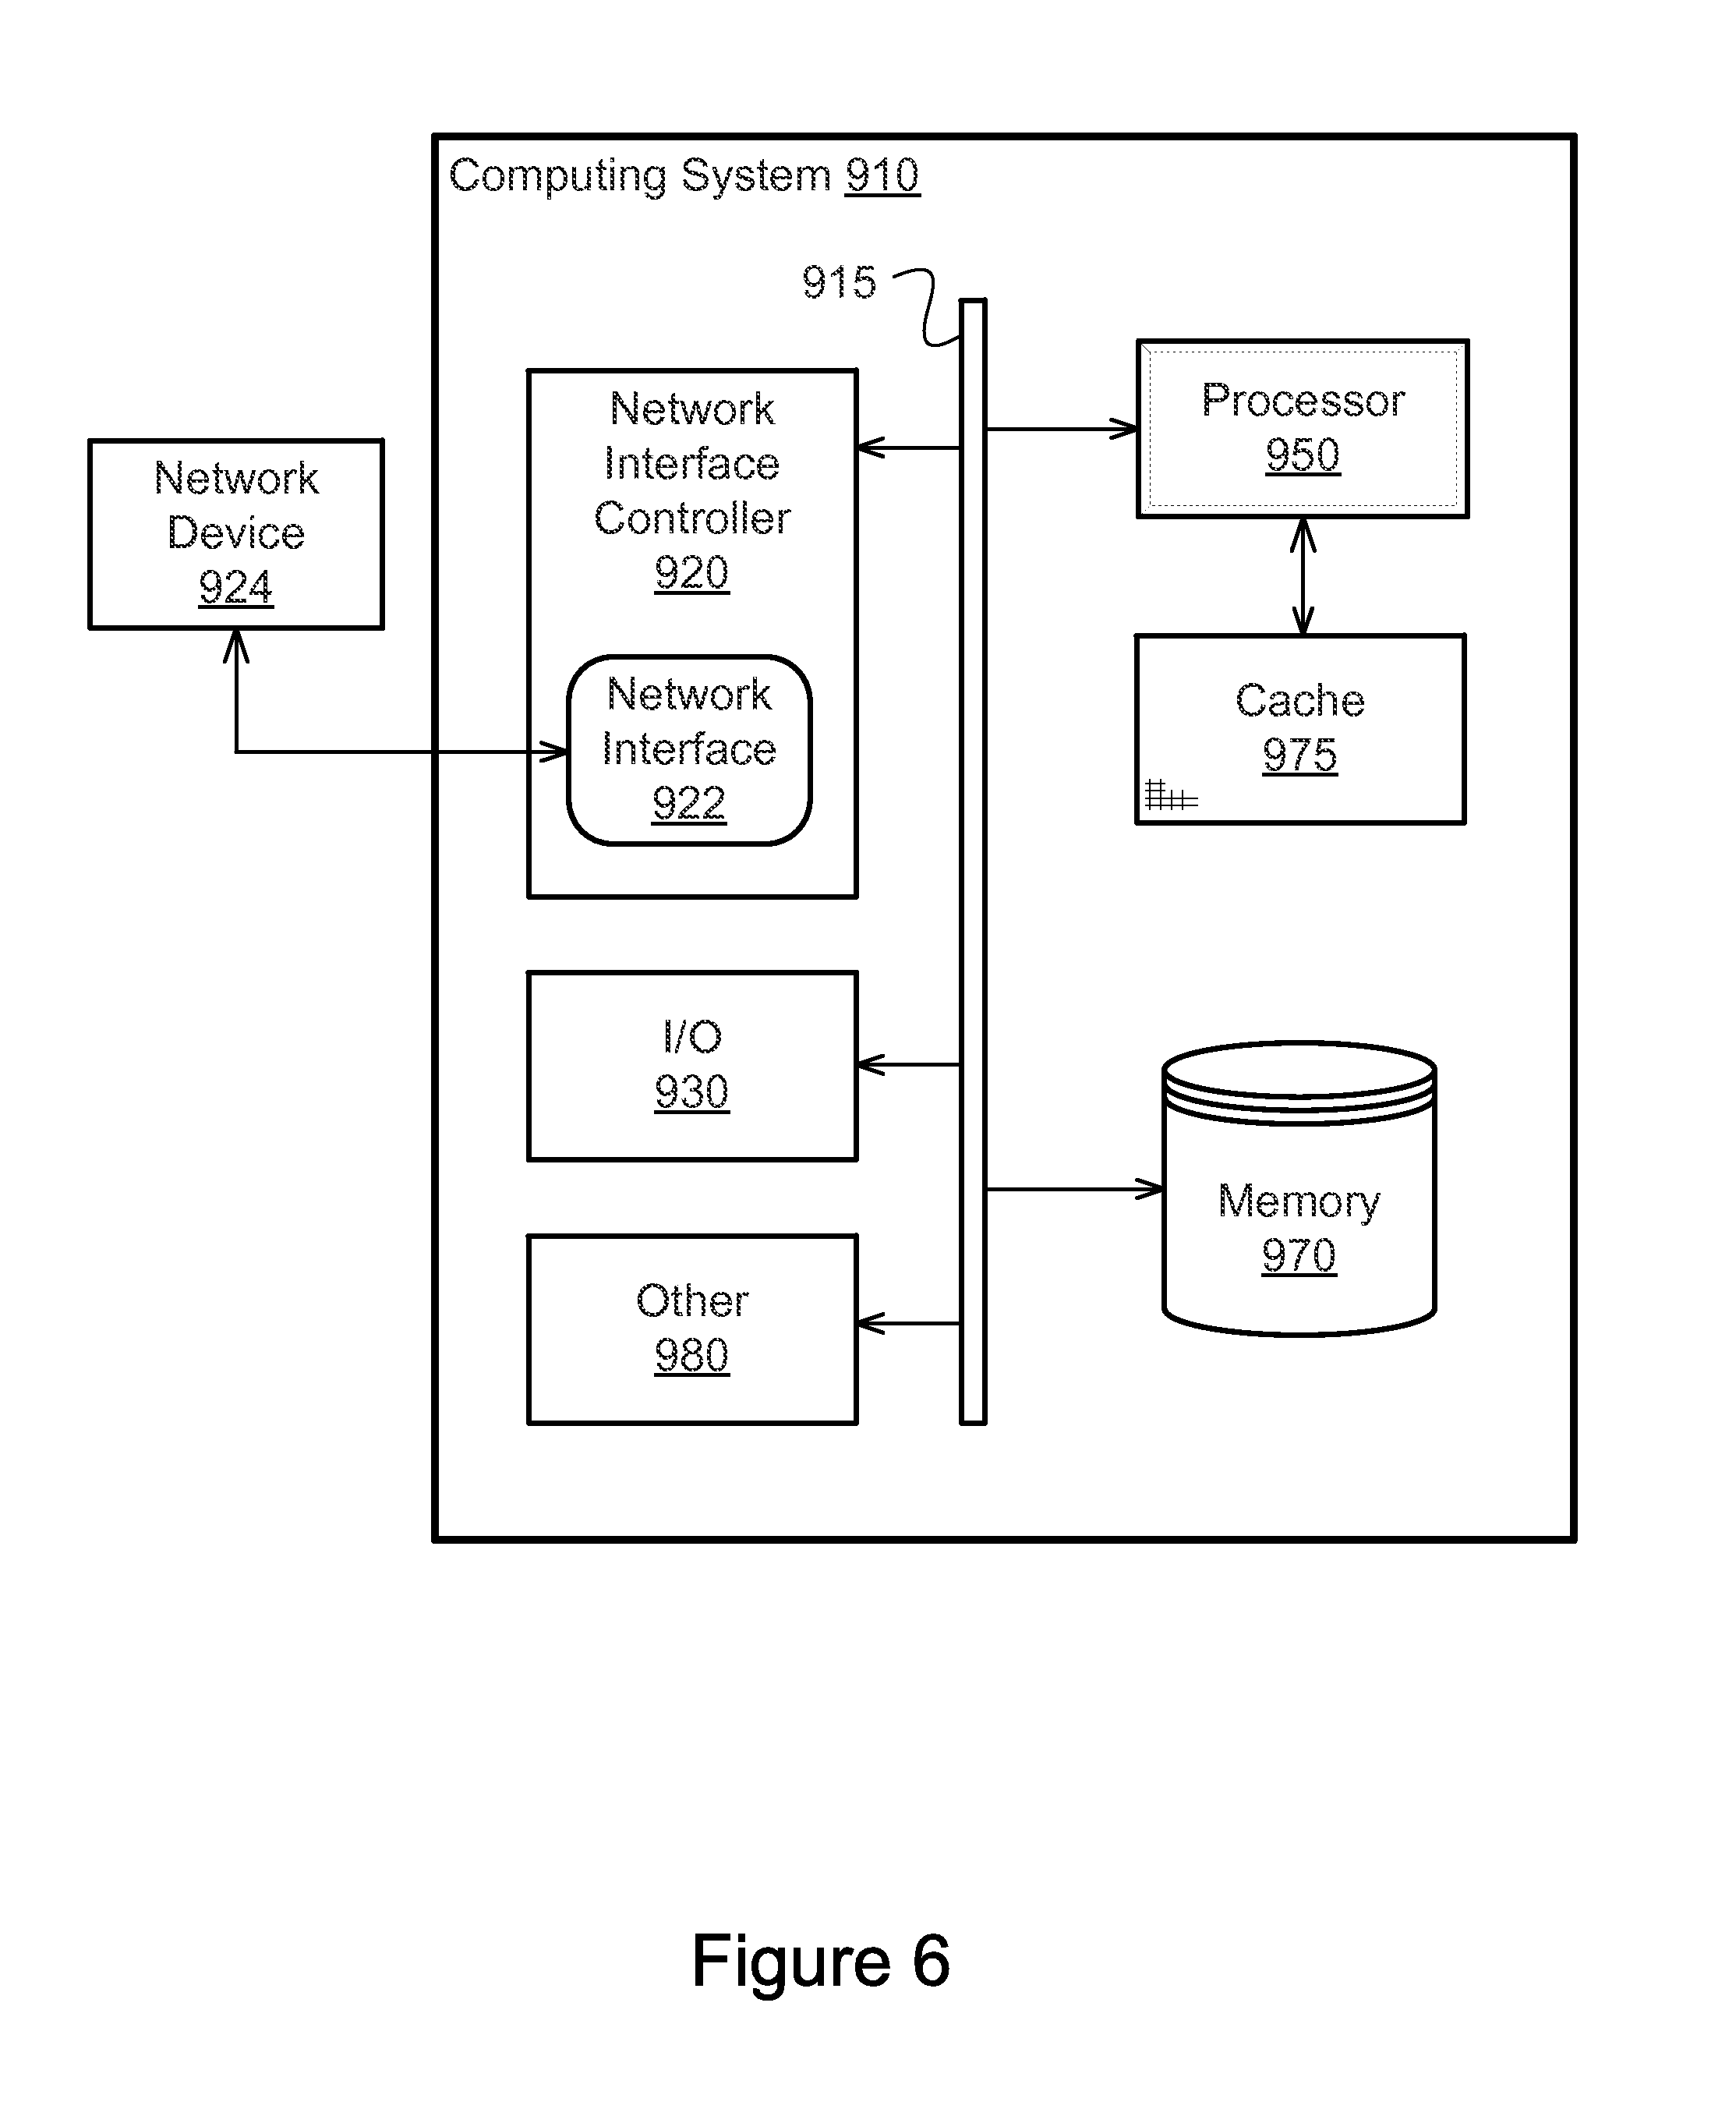 Computing System 910
915
Network
Interface
Controller
920
Processor
950
Network
Device
924
Network
Interface
922
Cache
975
I/O
930
Memory
970
Other
980
Figure 6